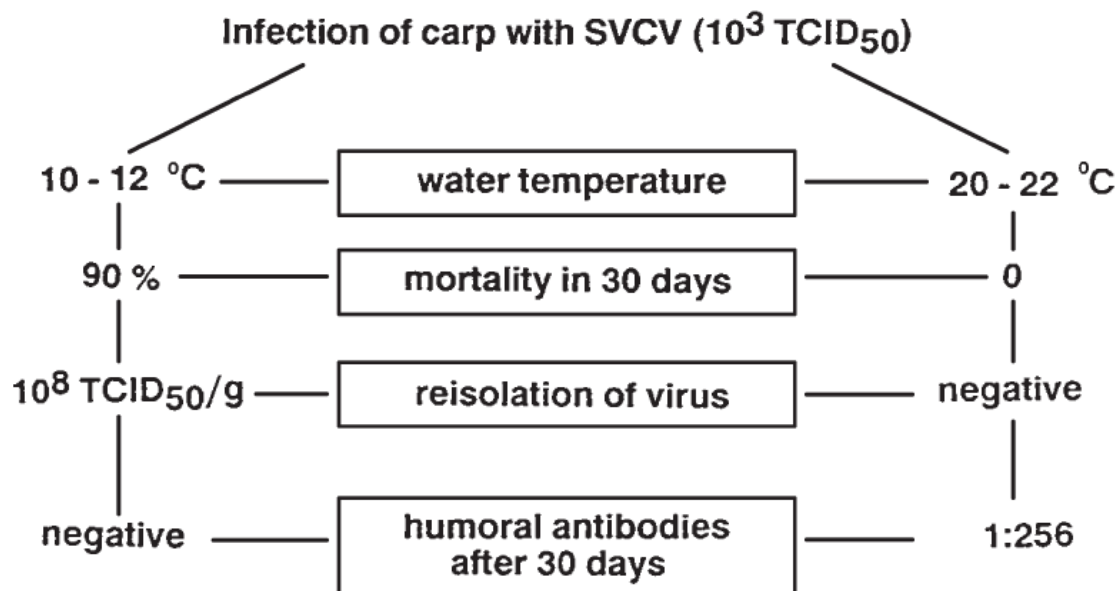 Infection of carp with SVCV (10³ TCID₅₀)
10 - 12 °C water temperature 20 - 22 °C
90 % mortality in 30 days 0
10⁸ TCID₅₀/g reisolation of virus negative
negative humoral antibodies 1:256
after 30 days